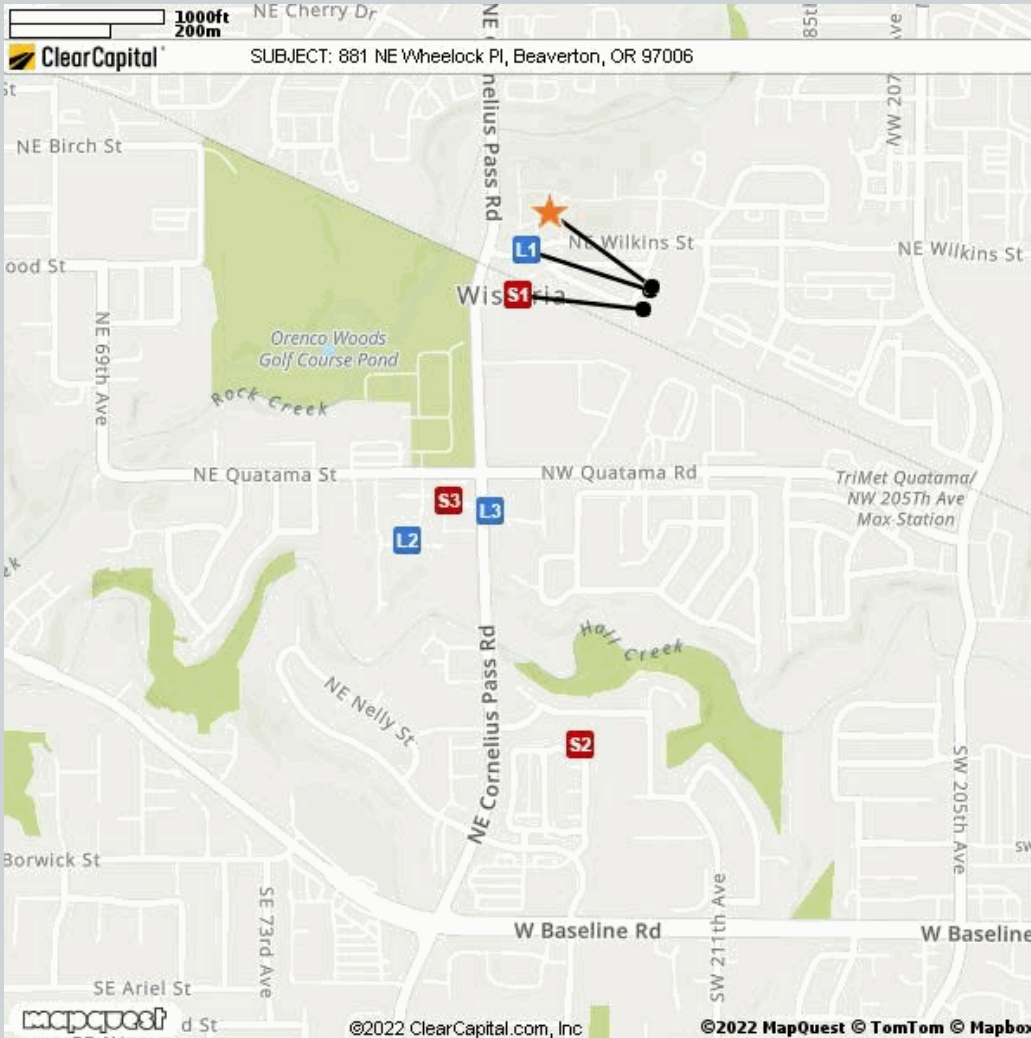 1000ft
200m
NE Cherry Dr
ClearCapital
SUBJECT: 881 NE Wheelock Pl, Beaverton, OR 97006
St
NE Birch St
NE Cornelius Pass Rd
NW 207
L1
NE Wilkins St
NE Wilkins St
S1
Orenco Woods
Golf Course Pond
NE 69th Ave
Rock Creek
NE Quatama St
NW Quatama Rd
TriMet Quatama/
NW 205Th Ave
Max Station
S3
L3
L2
Hall Creek
NE Nelly St
S2
NE Cornelius Pass Rd
SW 205th Ave
Borwick St
SE 73rd Ave
SW 211th Ave
W Baseline Rd
W Baseline
SE Ariel St
mapquest
d St
©2022 ClearCapital.com, Inc
©2022 MapQuest © TomTom © Mapbox